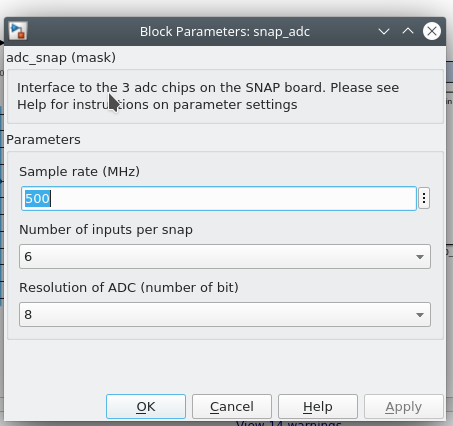 Block Parameters: snap_adc
adc_snap (mask)
Interface to the 3 adc chips on the SNAP board. Please see
Help for instructions on parameter settings
Parameters
Sample rate (MHz)
500
Number of inputs per snap
6
Resolution of ADC (number of bit)
8
OK Cancel Help Apply
View 14 warnings